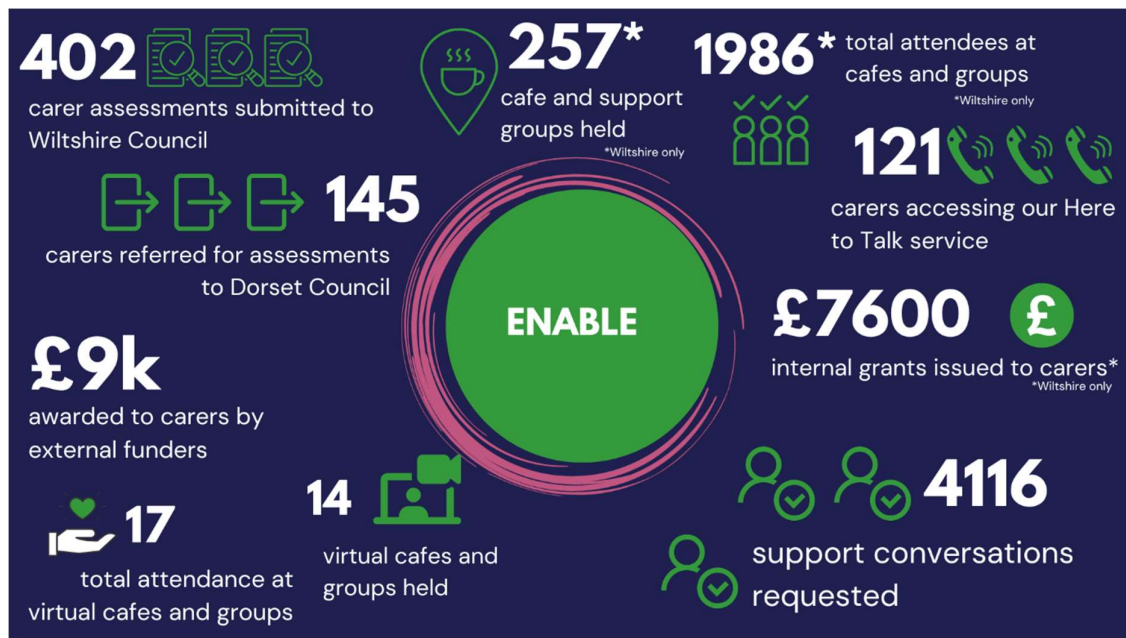 402
carer assessments submitted to
Wiltshire Council
257*
cafe and support
groups held
*Wiltshire only
1986*
total attendees at
cafes and groups
*Wiltshire only
121
carers accessing our Here
to Talk service
145
carers referred for assessments
to Dorset Council
ENABLE
£7600
£
internal grants issued to carers*
*Wiltshire only
£9k
awarded to carers by
external funders
17
total attendance at
virtual cafes and groups
14
virtual cafes and
groups held
4116
support conversations
requested